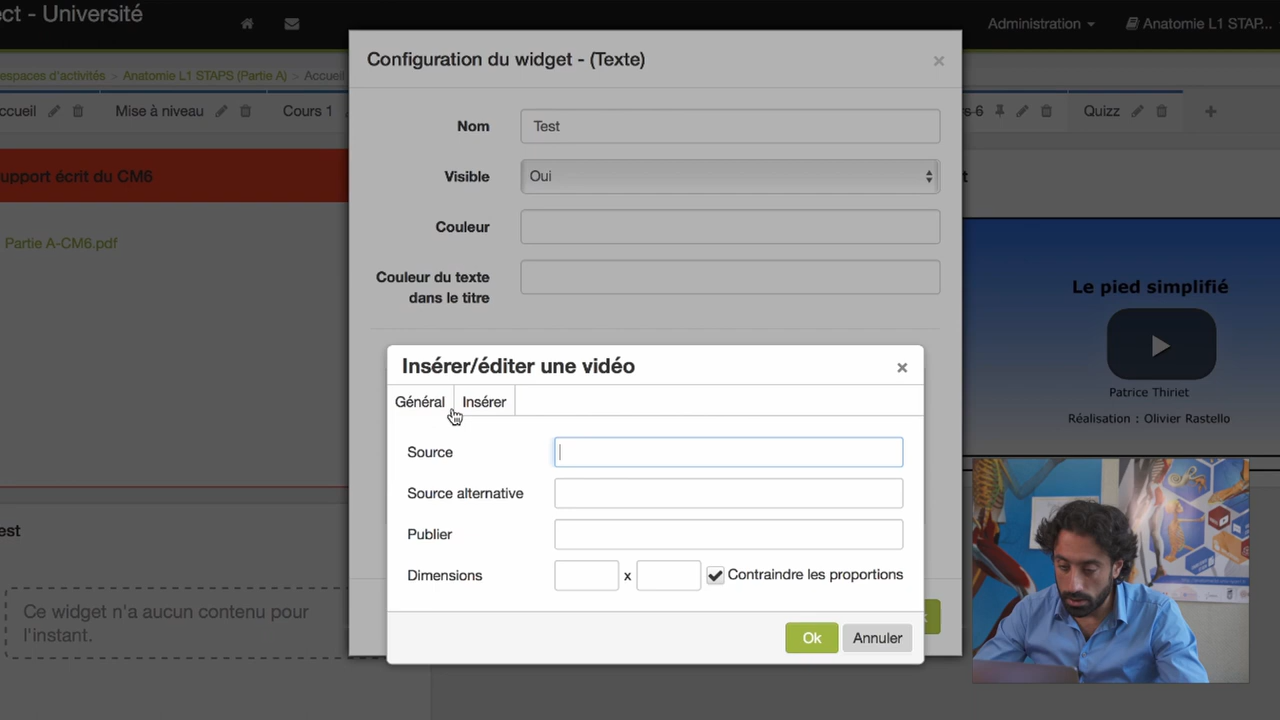 ct - Université
Administration
Anatomie L1 STAP...
espaces d'activités > Anatomie L1 STAPS (Partie A) > Accueil
ccueil
Mise à niveau
Cours 1
s 6
Quizz
upport écrit du CM6
Partie A-CM6.pdf
est
Ce widget n'a aucun contenu pour
l'instant.
Configuration du widget - (Texte)
×
Nom
Test
Visible
Oui
Couleur
Couleur du texte
dans le titre
Insérer/éditer une vidéo
×
Général
Insérer
Source
Source alternative
Publier
Dimensions
x
Contraindre les proportions
Ok
Annuler
t
Le pied simplifié
Patrice Thiriet
Réalisation : Olivier Rastello